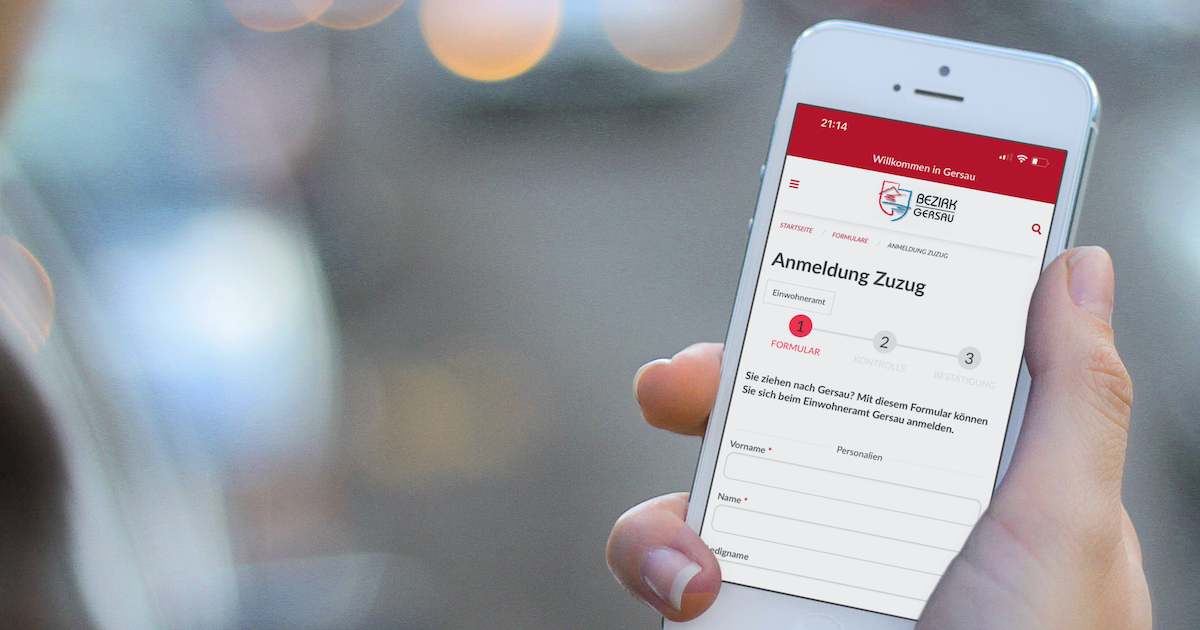 21:14
Willkommen in Gersau
BEZIRK
GERSAU
STARTSEITE / FORMULARE / ANMELDUNG ZUZUG
Anmeldung Zuzug
Einwohneramt
1 2 3
FORMULAR KONTROLLE BESTÄTIGUNG
Sie ziehen nach Gersau? Mit diesem Formular können
Sie sich beim Einwohneramt Gersau anmelden.
Personalien
Vorname *
Name *
edigname